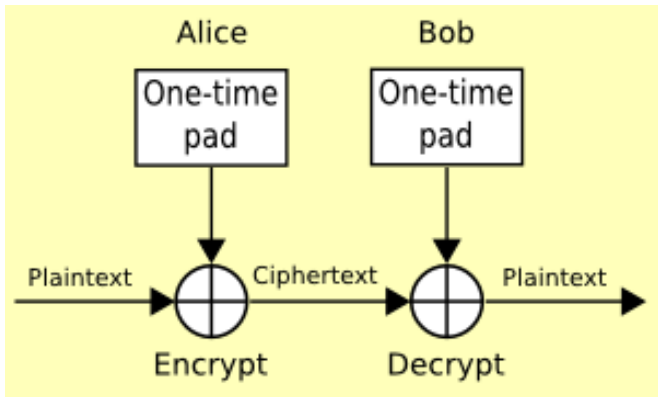 Alice
Bob
One-time
pad
One-time
pad
Plaintext
Ciphertext
Plaintext
Encrypt
Decrypt